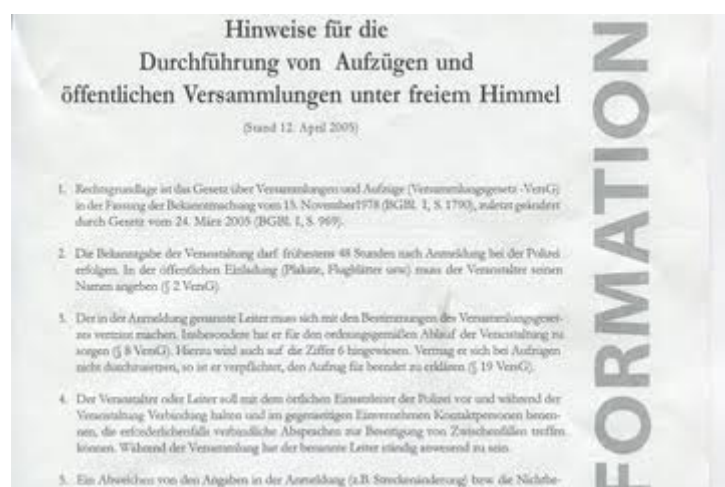 Hinweise für die
Durchführung von Aufzügen und
öffentlichen Versammlungen unter freiem Himmel
(Stand 12. April 2005)
1. Rechtsgrundlage ist das Gesetz über Versammlungen und Aufzüge (Versammlungsgesetz -VersG)
in der Fassung der Bekanntmachung vom 15. November1978 (BGBl. I, S. 1790), zuletzt geändert
durch Gesetz vom 24. März 2005 (BGBl. I, S. 969).
2. Die Bekanntgabe der Veranstaltung darf frühestens 48 Stunden nach Anmeldung bei der Polizei
erfolgen. In der öffentlichen Einladung (Plakate, Flugblätter usw) muss der Veranstalter seinen
Namen angeben (§ 2 VersG)
3. Der in der Anmeldung genannte Leiter muss sich mit den Bestimmungen des Versammlungsgeset-
zes vertraut machen. Insbesondere hat er für den ordnungsgemäßen Ablauf der Veranstaltung zu
sorgen (§ 8 VersG). Hierzu wird auch auf die Ziffer 6 hingewiesen. Vermag er sich bei Aufzügen
nicht durchzusetzen, so ist er verpflichtet, den Aufzug für beendet zu erklären (§ 19 VersG).
4. Der Veranstalter oder Leiter soll mit dem örtlichen Einsatzleiter der Polizei vor und während der
Veranstaltung Verbindung halten und im gegenseitigen Einvernehmen Kontaktpersonen benen-
nen, die erforderlichenfalls verbindliche Absprachen zur Beseitigung von Zwischenfällen treffen
können. Während der Versammlung hat der benannte Leiter ständig anwesend zu sein.
5. Ein Abweichen von den Angaben in der Anmeldung (z.B. Streckenänderung) bzw die Nichtbe-
FORMATION